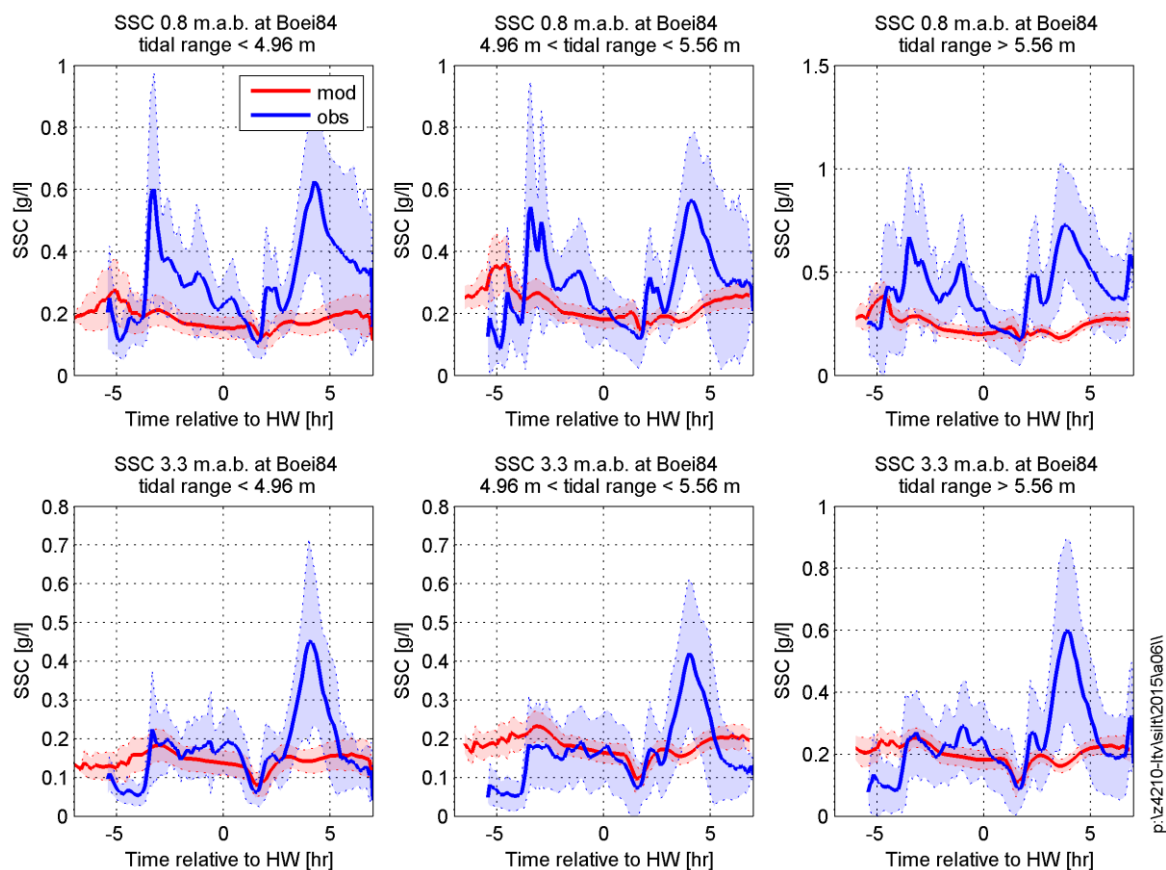 SSC 0.8 m.a.b. at Boei84
tidal range < 4.96 m
SSC 0.8 m.a.b. at Boei84
4.96 m < tidal range < 5.56 m
SSC 0.8 m.a.b. at Boei84
tidal range > 5.56 m
mod
obs
SSC [g/l]
1
0.8
0.6
0.4
0.2
0
-5
0
5
Time relative to HW [hr]
SSC [g/l]
1
0.8
0.6
0.4
0.2
0
-5
0
5
Time relative to HW [hr]
SSC [g/l]
1.5
1
0.5
0
-5
0
5
Time relative to HW [hr]
SSC 3.3 m.a.b. at Boei84
tidal range < 4.96 m
SSC 3.3 m.a.b. at Boei84
4.96 m < tidal range < 5.56 m
SSC 3.3 m.a.b. at Boei84
tidal range > 5.56 m
SSC [g/l]
0.8
0.7
0.6
0.5
0.4
0.3
0.2
0.1
0
-5
0
5
Time relative to HW [hr]
SSC [g/l]
0.8
0.7
0.6
0.5
0.4
0.3
0.2
0.1
0
-5
0
5
Time relative to HW [hr]
SSC [g/l]
1
0.8
0.6
0.4
0.2
0
-5
0
5
Time relative to HW [hr]
p:\z4210-ltv\silt\2015\a06\\